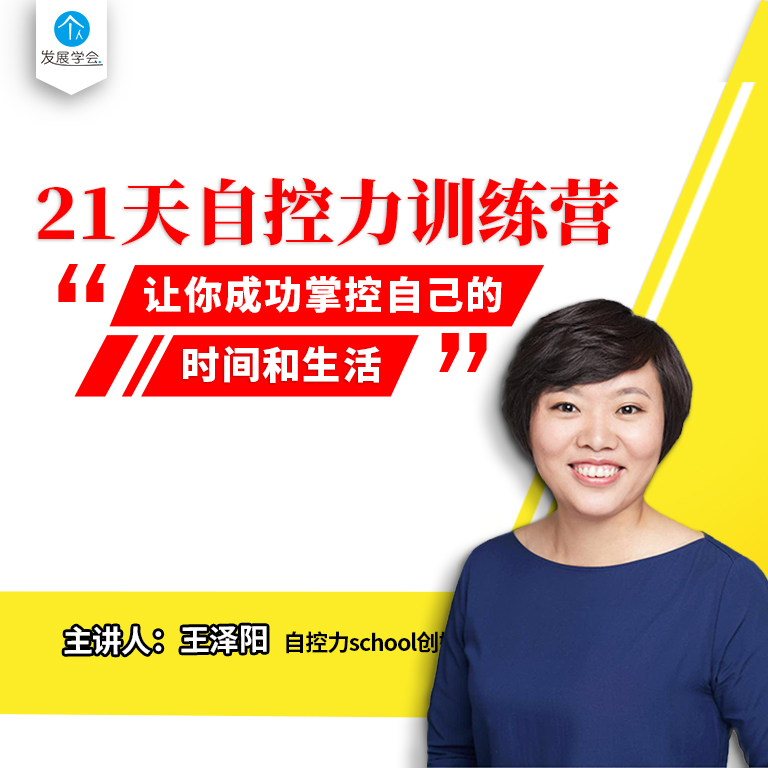 个人
发展学会.
21天自控力训练营
“让你成功掌控自己的
时间和生活”
主讲人：王泽阳 自控力school创